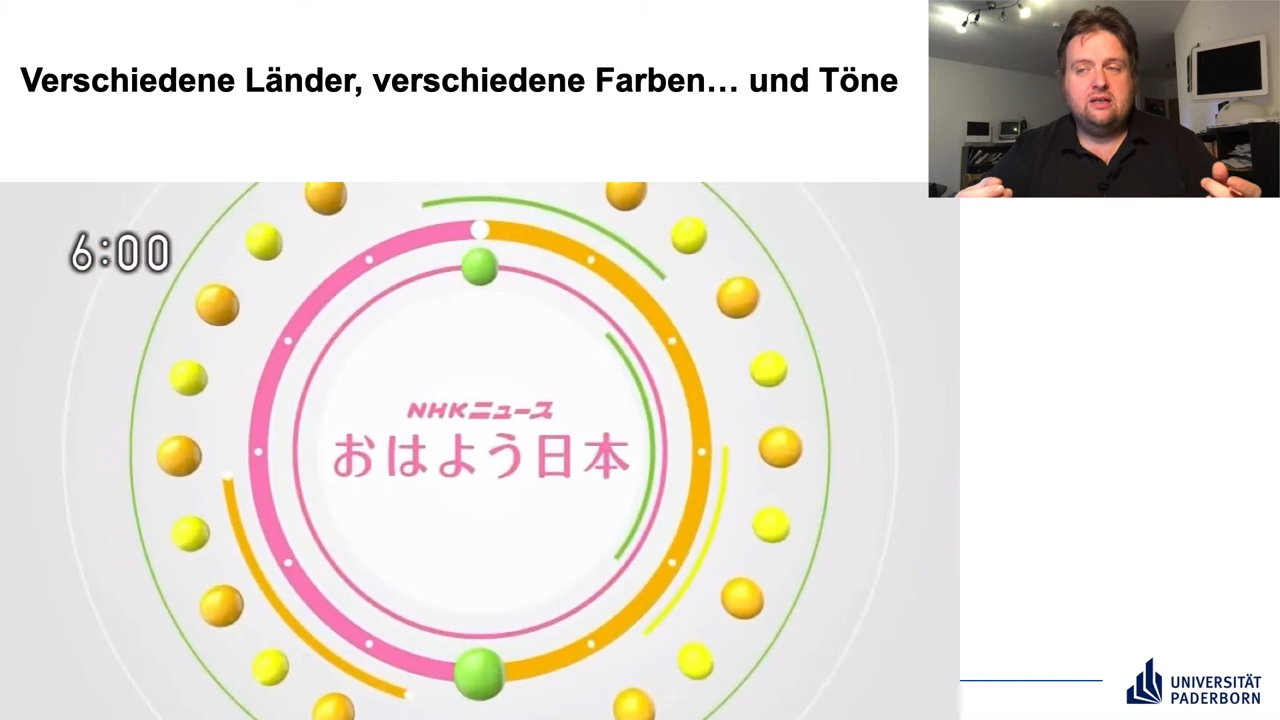 Verschiedene Länder, verschiedene Farben… und Töne
6:00
NHKニュース
おはよう日本
UNIVERSITÄT
PADERBORN